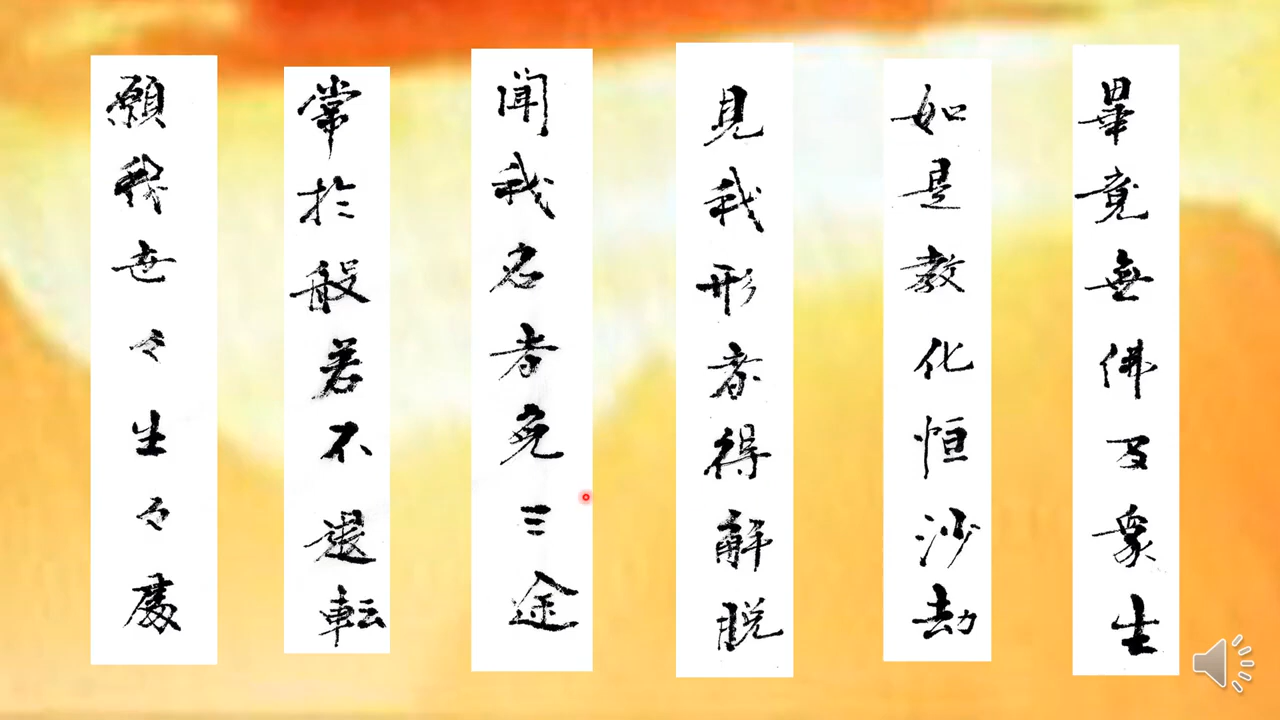 願我世々生々處
常於般若不退転
聞我名者免三途
見我形者得解脱
如是教化恒沙劫
畢竟無佛及衆生